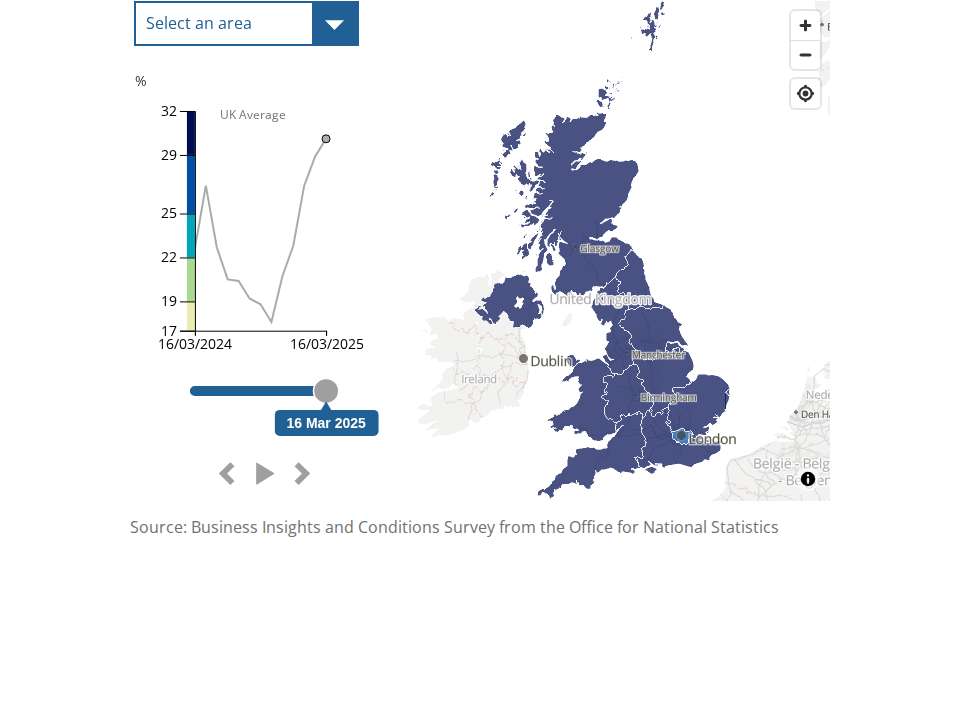 Select an area
%
UK Average
32
29
25
22
19
17
16/03/2024
16/03/2025
16 Mar 2025
Glasgow
United Kingdom
Manchester
Dublin
Ireland
Birmingham
London
Nede
Den H
België - Belg
- Be
en
i
Source: Business Insights and Conditions Survey from the Office for National Statistics